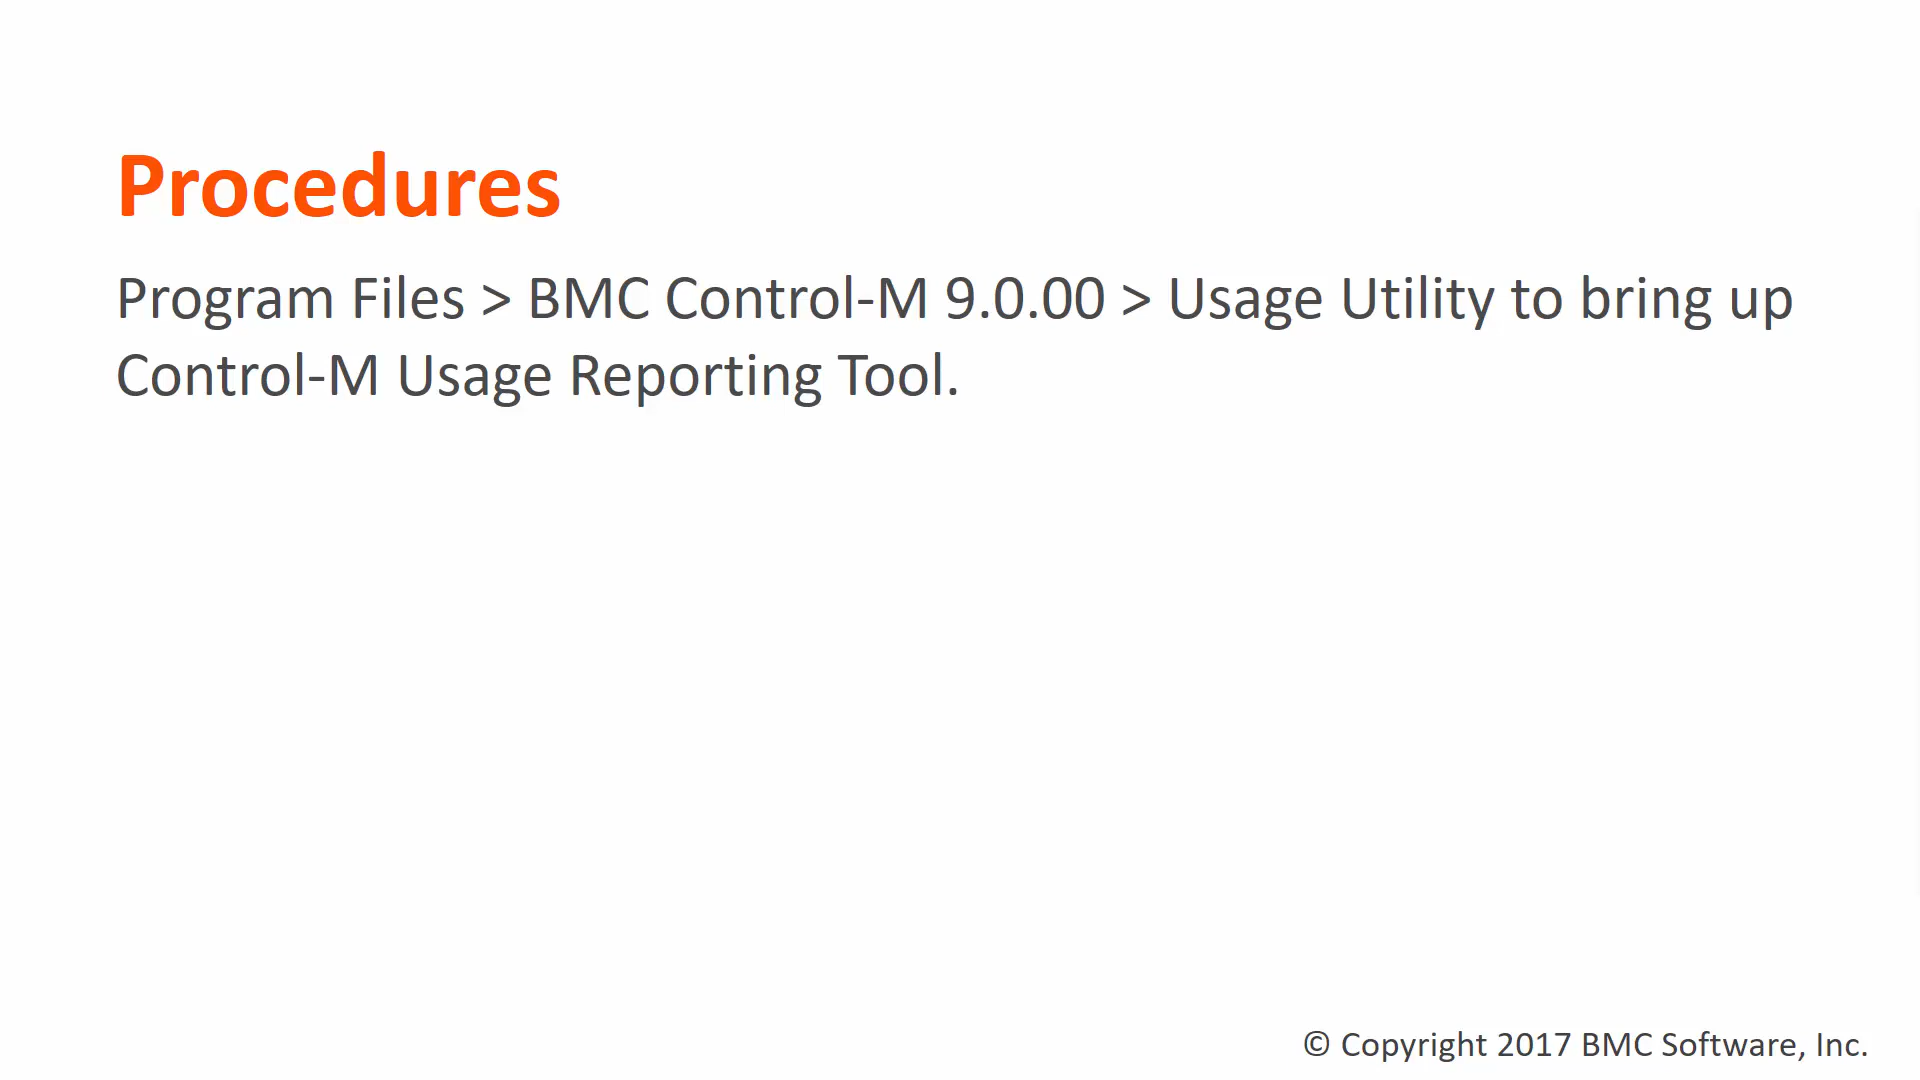 Procedures
Program Files > BMC Control-M 9.0.00 > Usage Utility to bring up
Control-M Usage Reporting Tool.
© Copyright 2017 BMC Software, Inc.